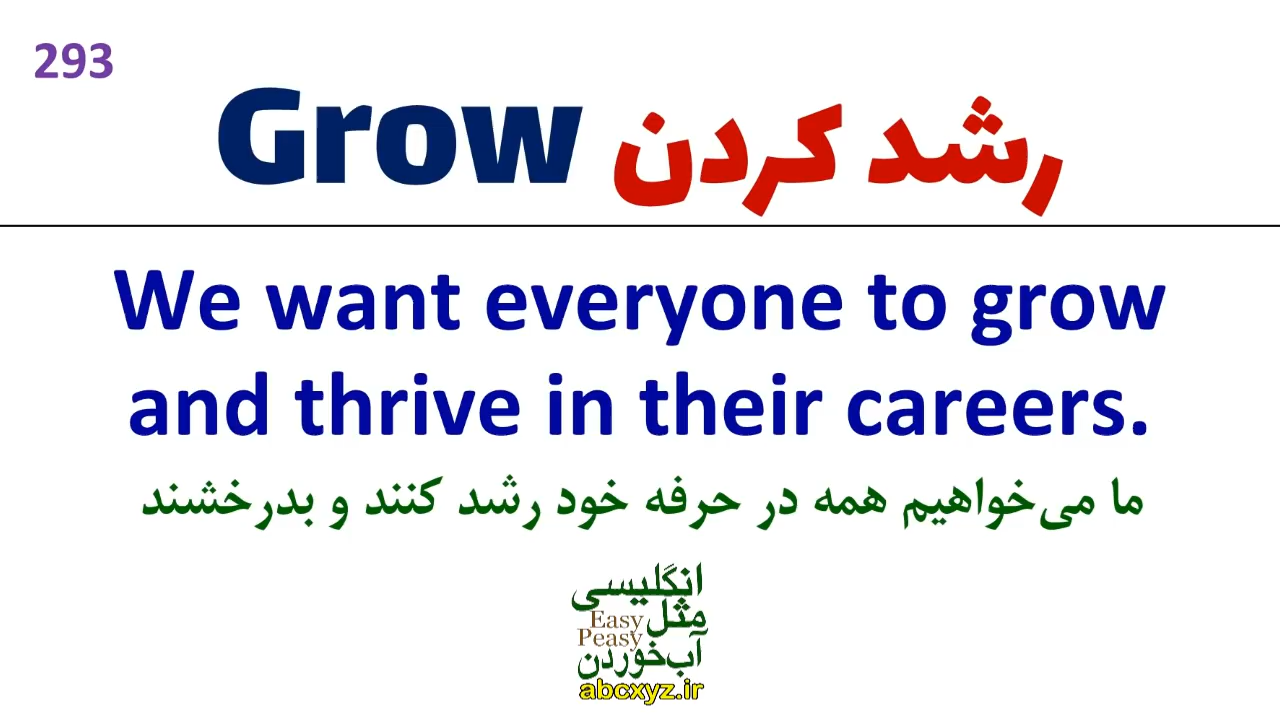 293
Grow رشد کردن
We want everyone to grow
and thrive in their careers.
ما می‌خواهیم همه در حرفه خود رشد کنند و بدرخشند
انگلیسی
مثل
Easy
Peasy
آب‌خوردن
abcxyz.ir